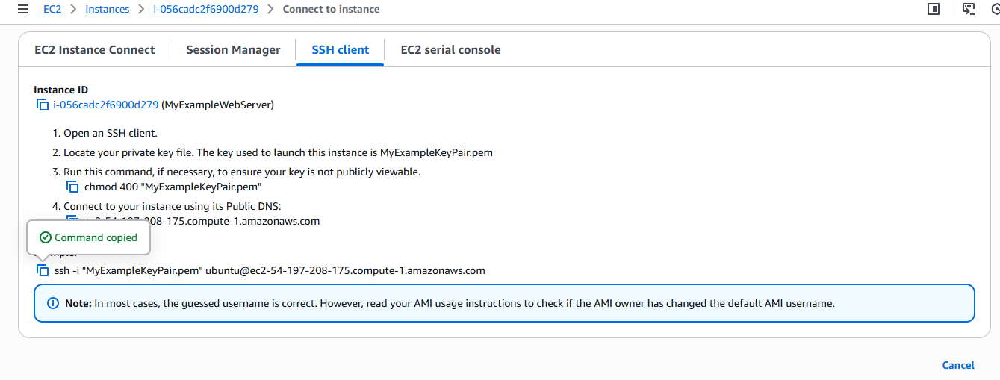 EC2 > Instances > i-056cadc2f6900d279 > Connect to instance
EC2 Instance Connect Session Manager SSH client EC2 serial console
Instance ID
i-056cadc2f6900d279 (MyExampleWebServer)
1. Open an SSH client.
2. Locate your private key file. The key used to launch this instance is MyExampleKeyPair.pem
3. Run this command, if necessary, to ensure your key is not publicly viewable.
chmod 400 "MyExampleKeyPair.pem"
4. Connect to your instance using its Public DNS:
208-175.compute-1.amazonaws.com
Command copied
ssh -i "MyExampleKeyPair.pem" ubuntu@ec2-54-197-208-175.compute-1.amazonaws.com
Note: In most cases, the guessed username is correct. However, read your AMI usage instructions to check if the AMI owner has changed the default AMI username.
Cancel